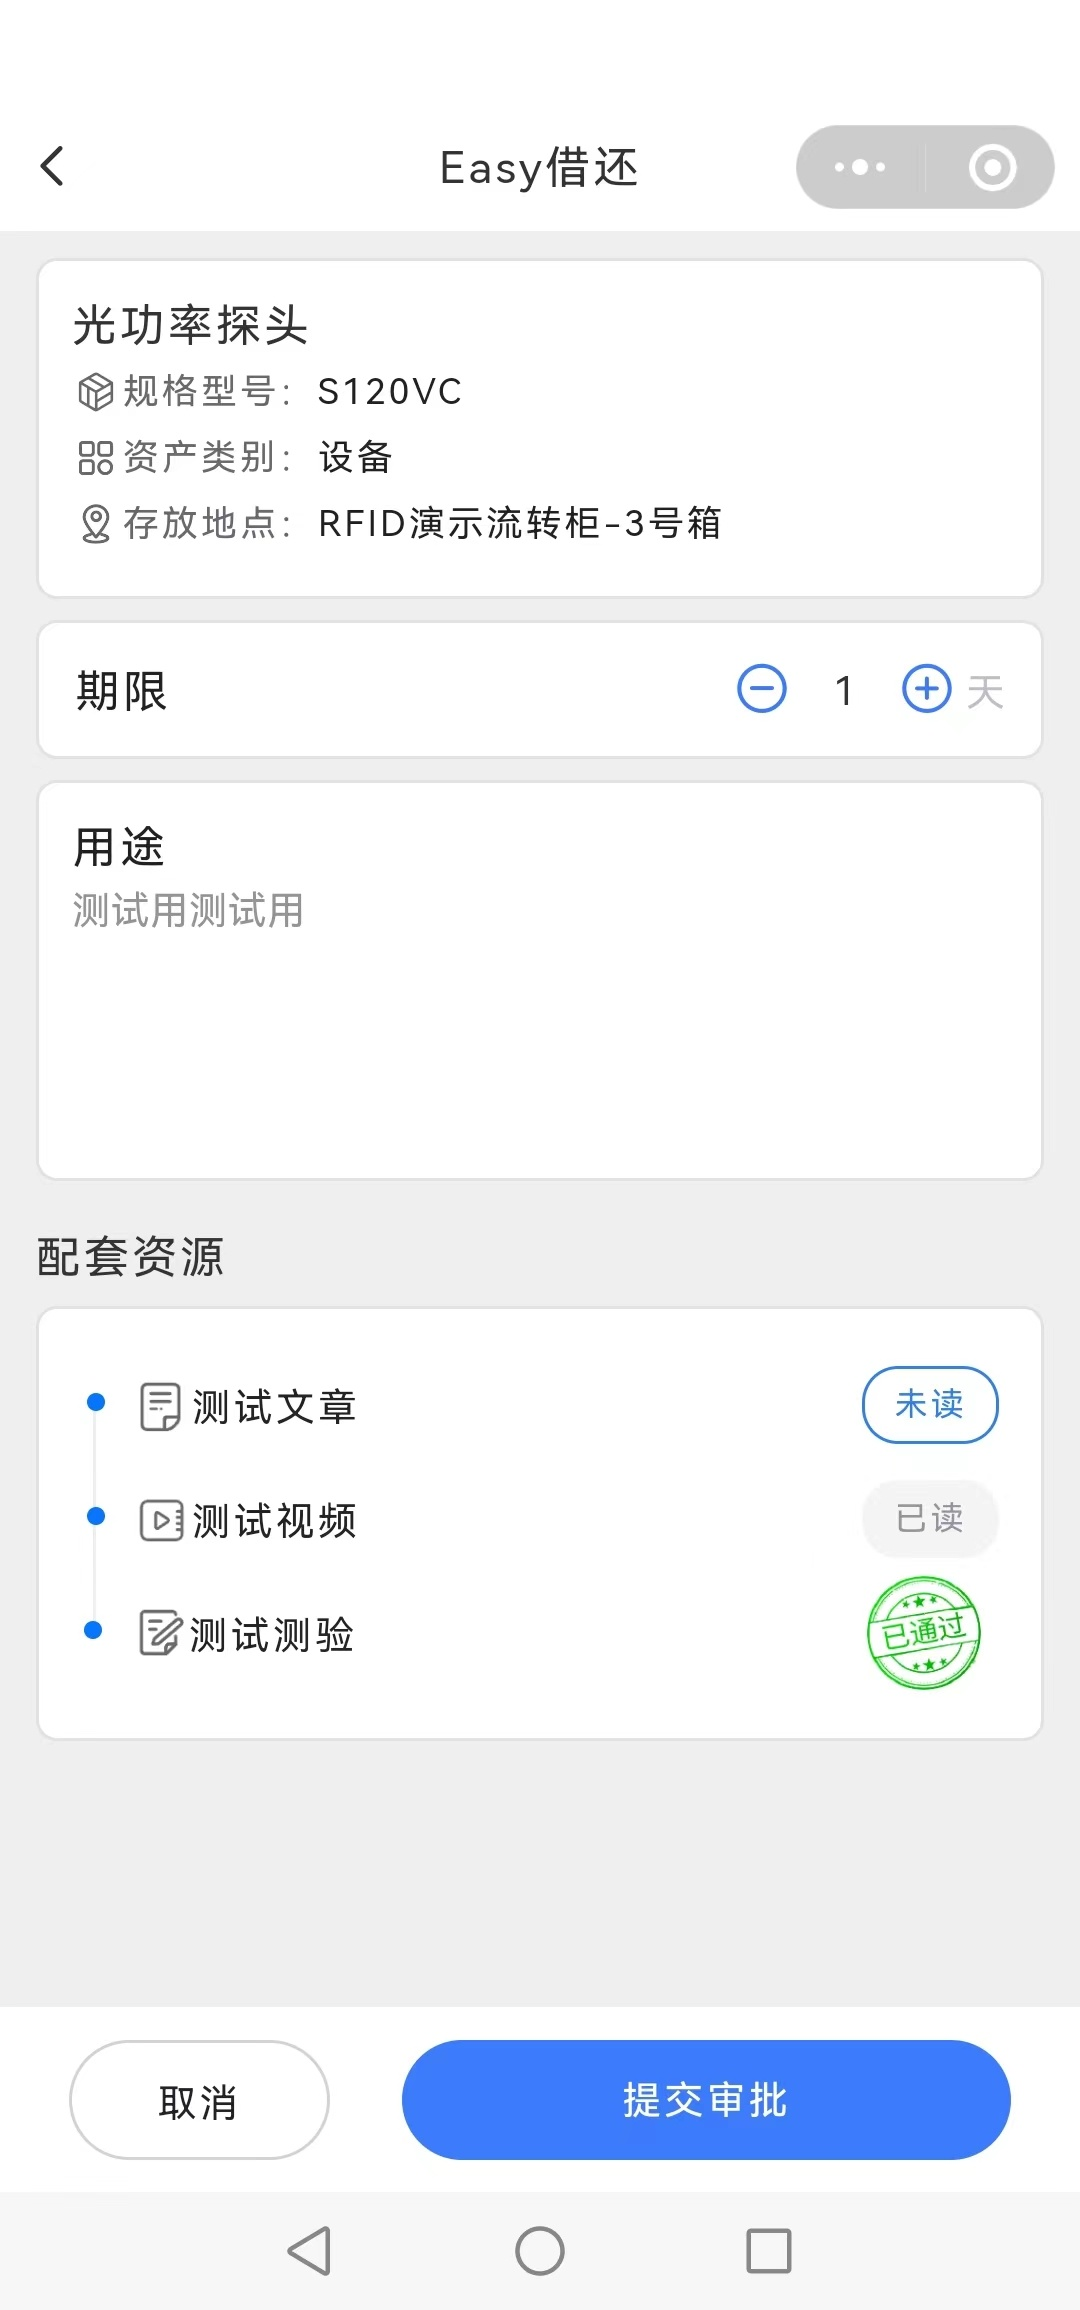 Easy借还
光功率探头
规格型号： S120VC
资产类别： 设备
存放地点： RFID演示流转柜-3号箱
期限 1 天
用途
测试用测试用
配套资源
测试文章 未读
测试视频 已读
测试测验 已通过
取消 提交审批